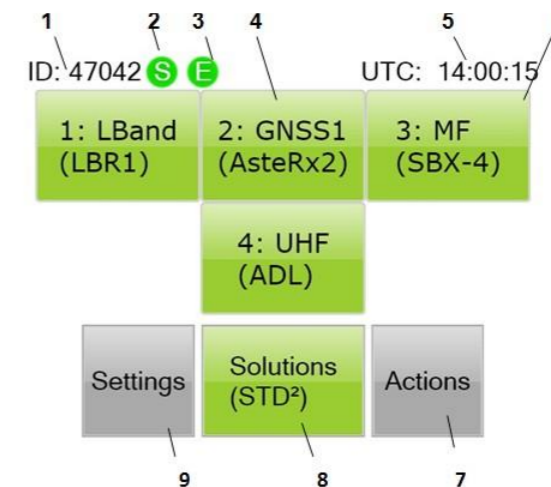 1 2 3 4 5
ID: 47042 S E UTC: 14:00:15
1: LBand 2: GNSS1 3: MF
(LBR1) (AsteRx2) (SBX-4)
4: UHF
(ADL)
Settings Solutions Actions
(STD²)
9 8 7